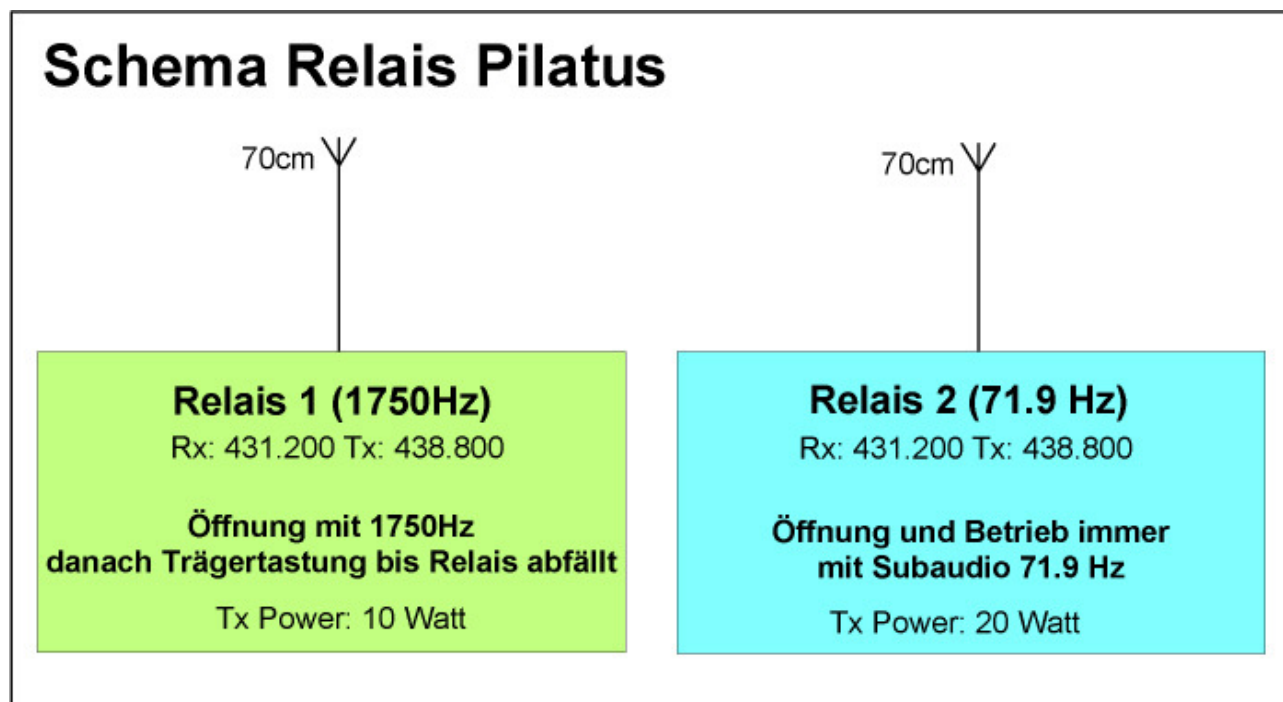 Schema Relais Pilatus
70cm
70cm
Relais 1 (1750Hz)
Rx: 431.200 Tx: 438.800
Öffnung mit 1750Hz
danach Trägertastung bis Relais abfällt
Tx Power: 10 Watt
Relais 2 (71.9 Hz)
Rx: 431.200 Tx: 438.800
Öffnung und Betrieb immer
mit Subaudio 71.9 Hz
Tx Power: 20 Watt